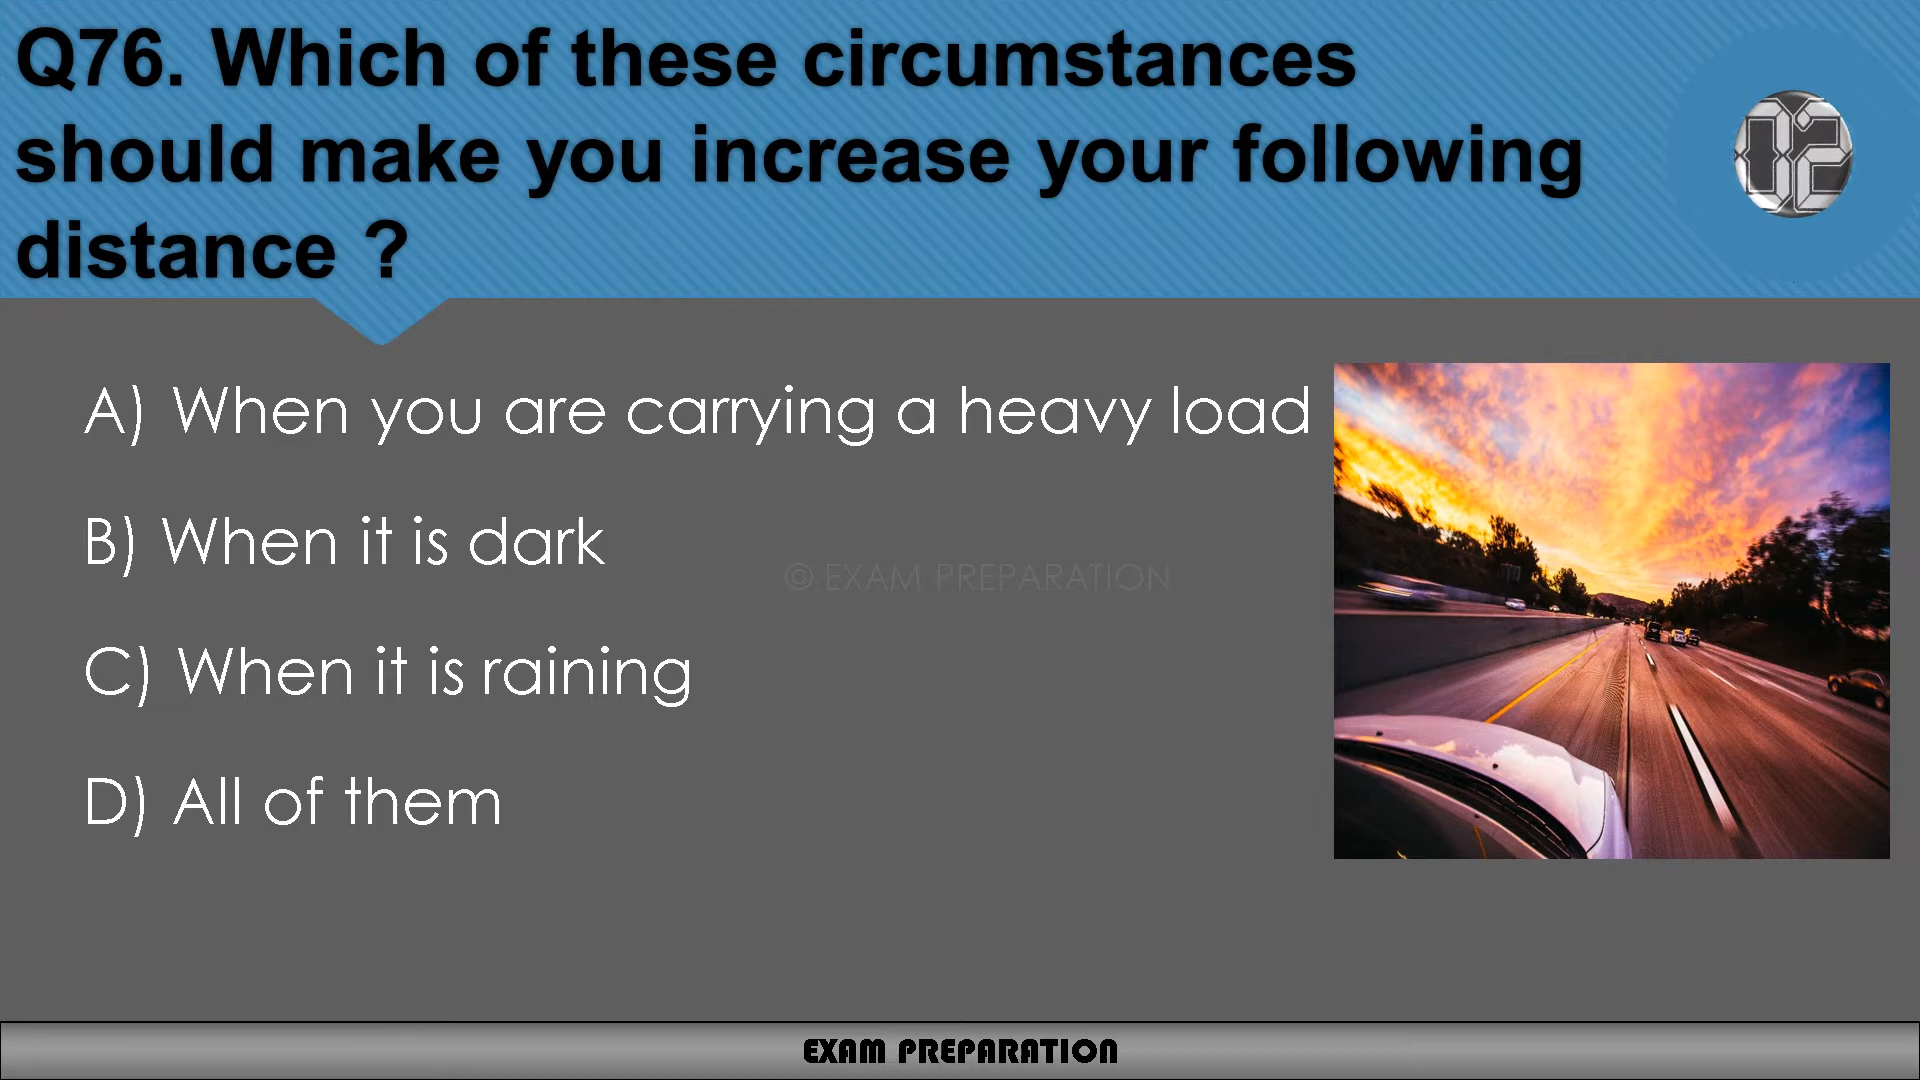 Q76. Which of these circumstances
should make you increase your following
distance ?
02
A) When you are carrying a heavy load
B) When it is dark
© EXAM PREPARATION
C) When it is raining
D) All of them
EXAM PREPARATION